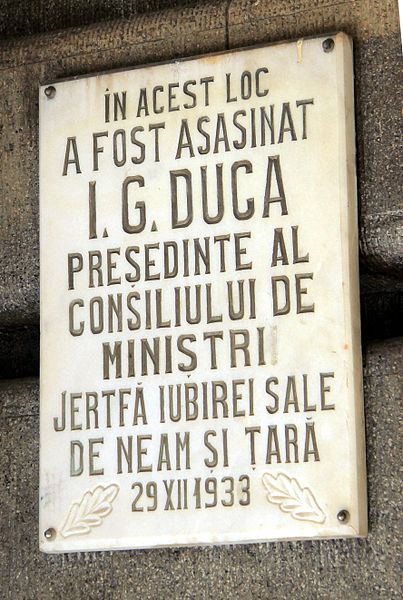 ÎN ACEST LOC
A FOST ASASINAT
I. G. DUCA
PREȘEDINTE AL
CONSILIULUI DE
MINIȘTRI
JERTFĂ IUBIREI SALE
DE NEAM ȘI ȚARĂ
29 XII 1933